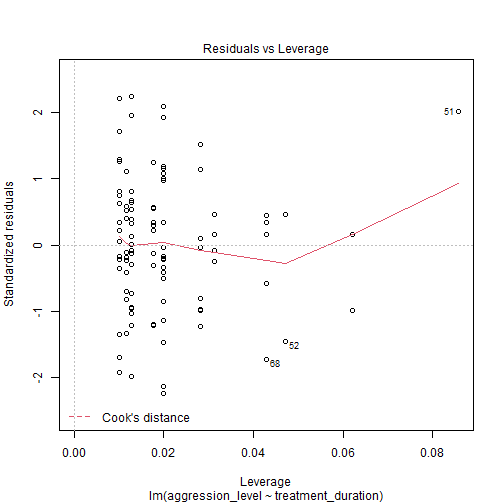 Residuals vs Leverage
Standardized residuals
2
1
0
-1
-2
51
52
68
Cook's distance
0.00 0.02 0.04 0.06 0.08
Leverage
lm(aggression_level ~ treatment_duration)